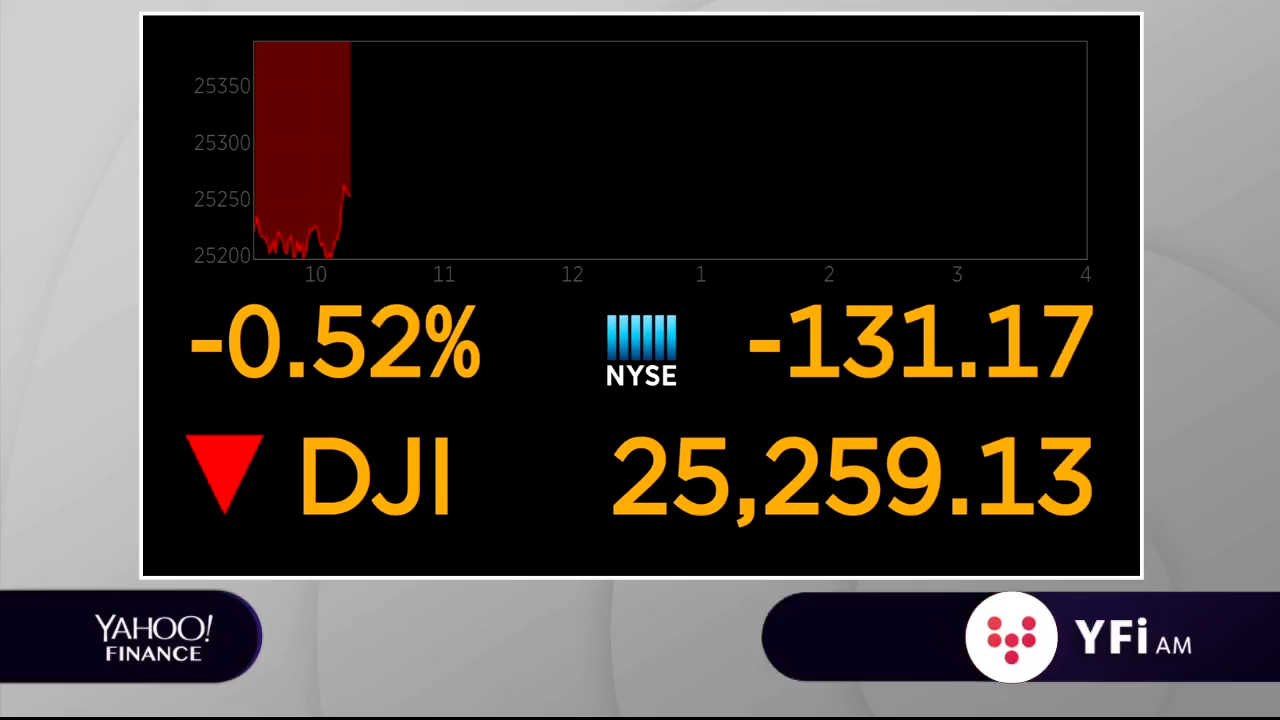 25350
25300
25250
25200
10 11 12 1 2 3 4
-0.52% NYSE -131.17
DJI 25,259.13
YAHOO!
FINANCE
YFi AM